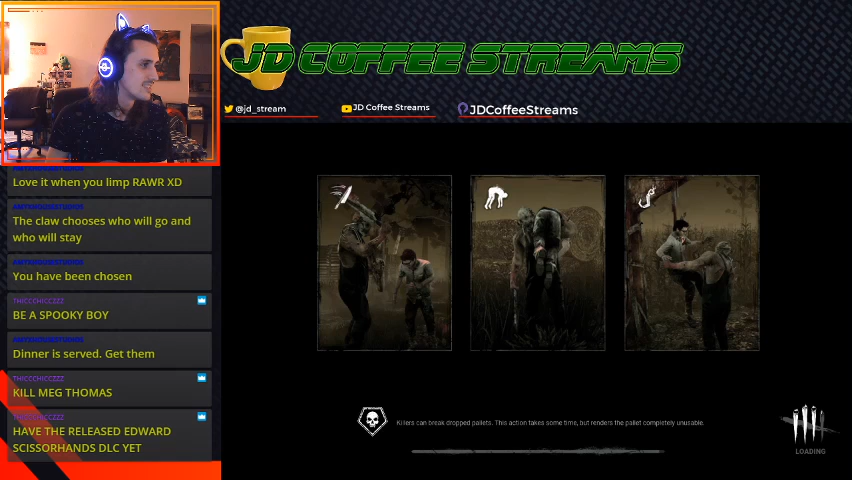 JD COFFEE STREAMS
@jd_stream
JD Coffee Streams
JDCoffeeStreams
Love it when you limp RAWR XD
The claw chooses who will go and
who will stay
You have been chosen
THICCCHICCZZZ
BE A SPOOKY BOY
Dinner is served. Get them
THICCCHICCZZZ
KILL MEG THOMAS
THICCCHICCZZZ
HAVE THE RELEASED EDWARD
SCISSORHANDS DLC YET
Killers can break dropped pallets. This action takes some time, but renders the pallet completely unusable.
LOADING